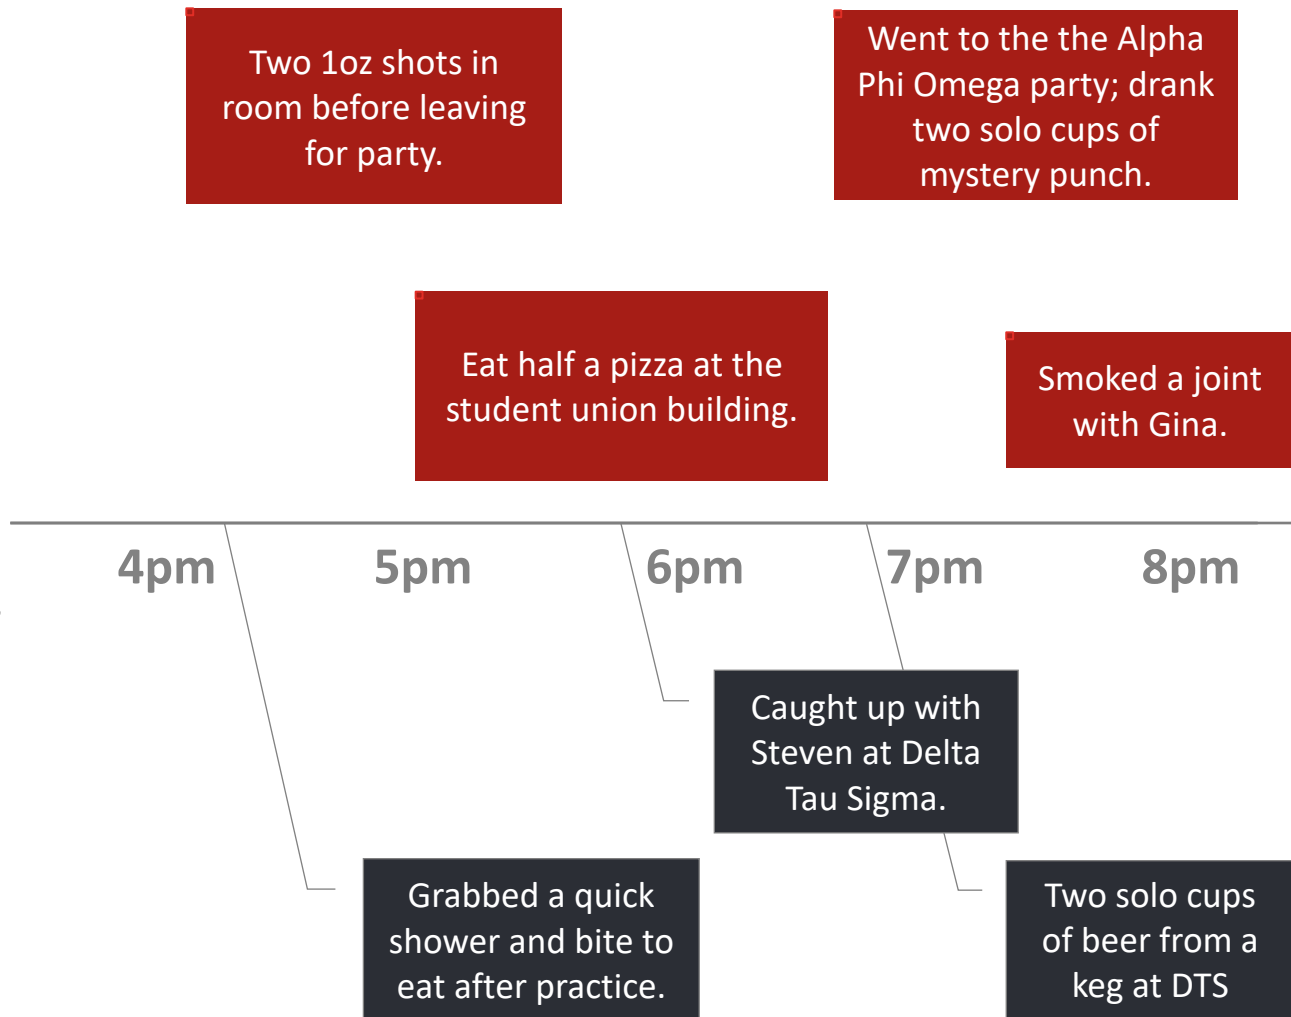 Two 1oz shots in
room before leaving
for party.
Went to the the Alpha
Phi Omega party; drank
two solo cups of
mystery punch.
Eat half a pizza at the
student union building.
Smoked a joint
with Gina.
4pm 5pm 6pm 7pm 8pm
Caught up with
Steven at Delta
Tau Sigma.
Grabbed a quick
shower and bite to
eat after practice.
Two solo cups
of beer from a
keg at DTS